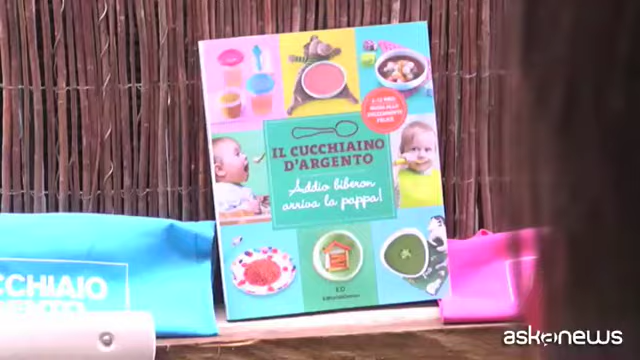 IL CUCCHIAINO
D'ARGENTO
Addio biberon
arriva la pappa!
CCHIAIO
askanews